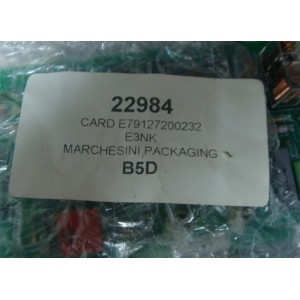 22984
CARD E79127200232
E3NK
MARCHESINI PACKAGING
B5D